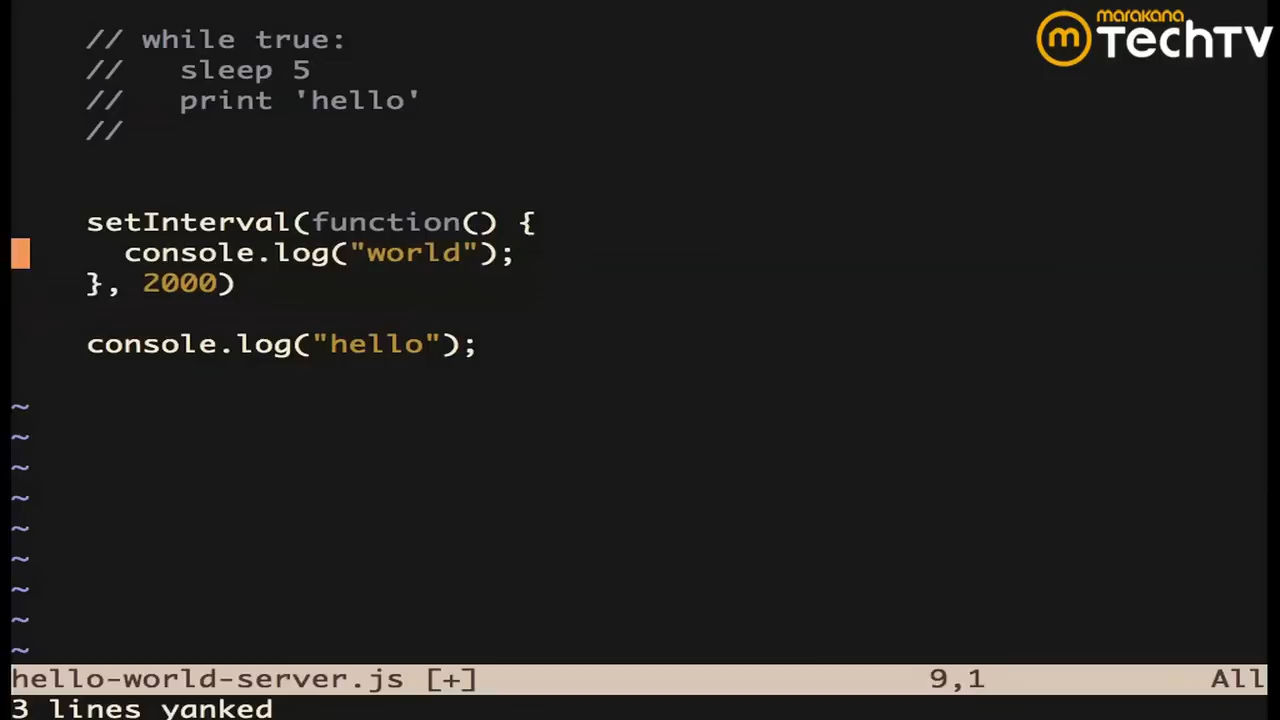 marakana
TechTV
// while true:
//   sleep 5
//   print 'hello'
//
setInterval(function() {
  console.log("world");
}, 2000)
console.log("hello");
~
~
~
~
~
~
~
~
~
hello-world-server.js [+] 9,1 All
3 lines yanked